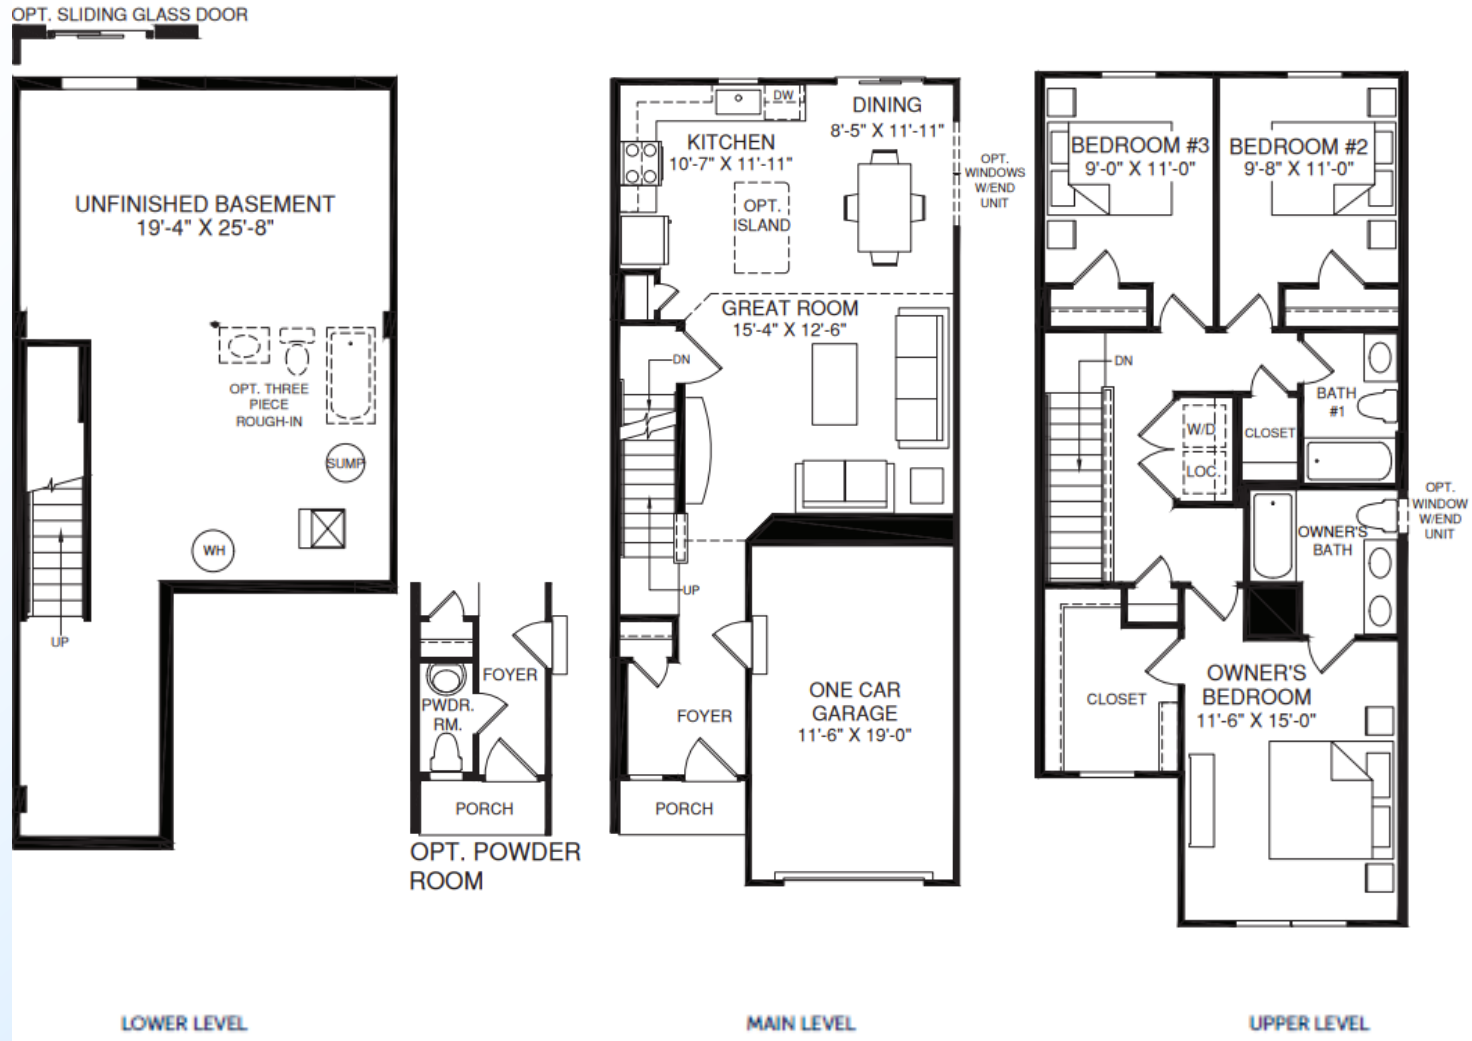 OPT. SLIDING GLASS DOOR
UNFINISHED BASEMENT
19'-4" X 25'-8"
OPT. THREE
PIECE
ROUGH-IN
SUMP
WH
UP
FOYER
PWDR.
RM.
PORCH
OPT. POWDER
ROOM
LOWER LEVEL
DW
DINING
8'-5" X 11'-11"
KITCHEN
10'-7" X 11'-11"
OPT.
ISLAND
OPT.
WINDOWS
W/END
UNIT
GREAT ROOM
15'-4" X 12'-6"
DN
UP
FOYER
ONE CAR
GARAGE
11'-6" X 19'-0"
PORCH
MAIN LEVEL
BEDROOM #3
9'-0" X 11'-0"
BEDROOM #2
9'-8" X 11'-0"
DN
BATH
#1
W/D
LOC.
CLOSET
OPT.
WINDOW
W/END
UNIT
OWNER'S
BATH
OWNER'S
BEDROOM
11'-6" X 15'-0"
CLOSET
UPPER LEVEL